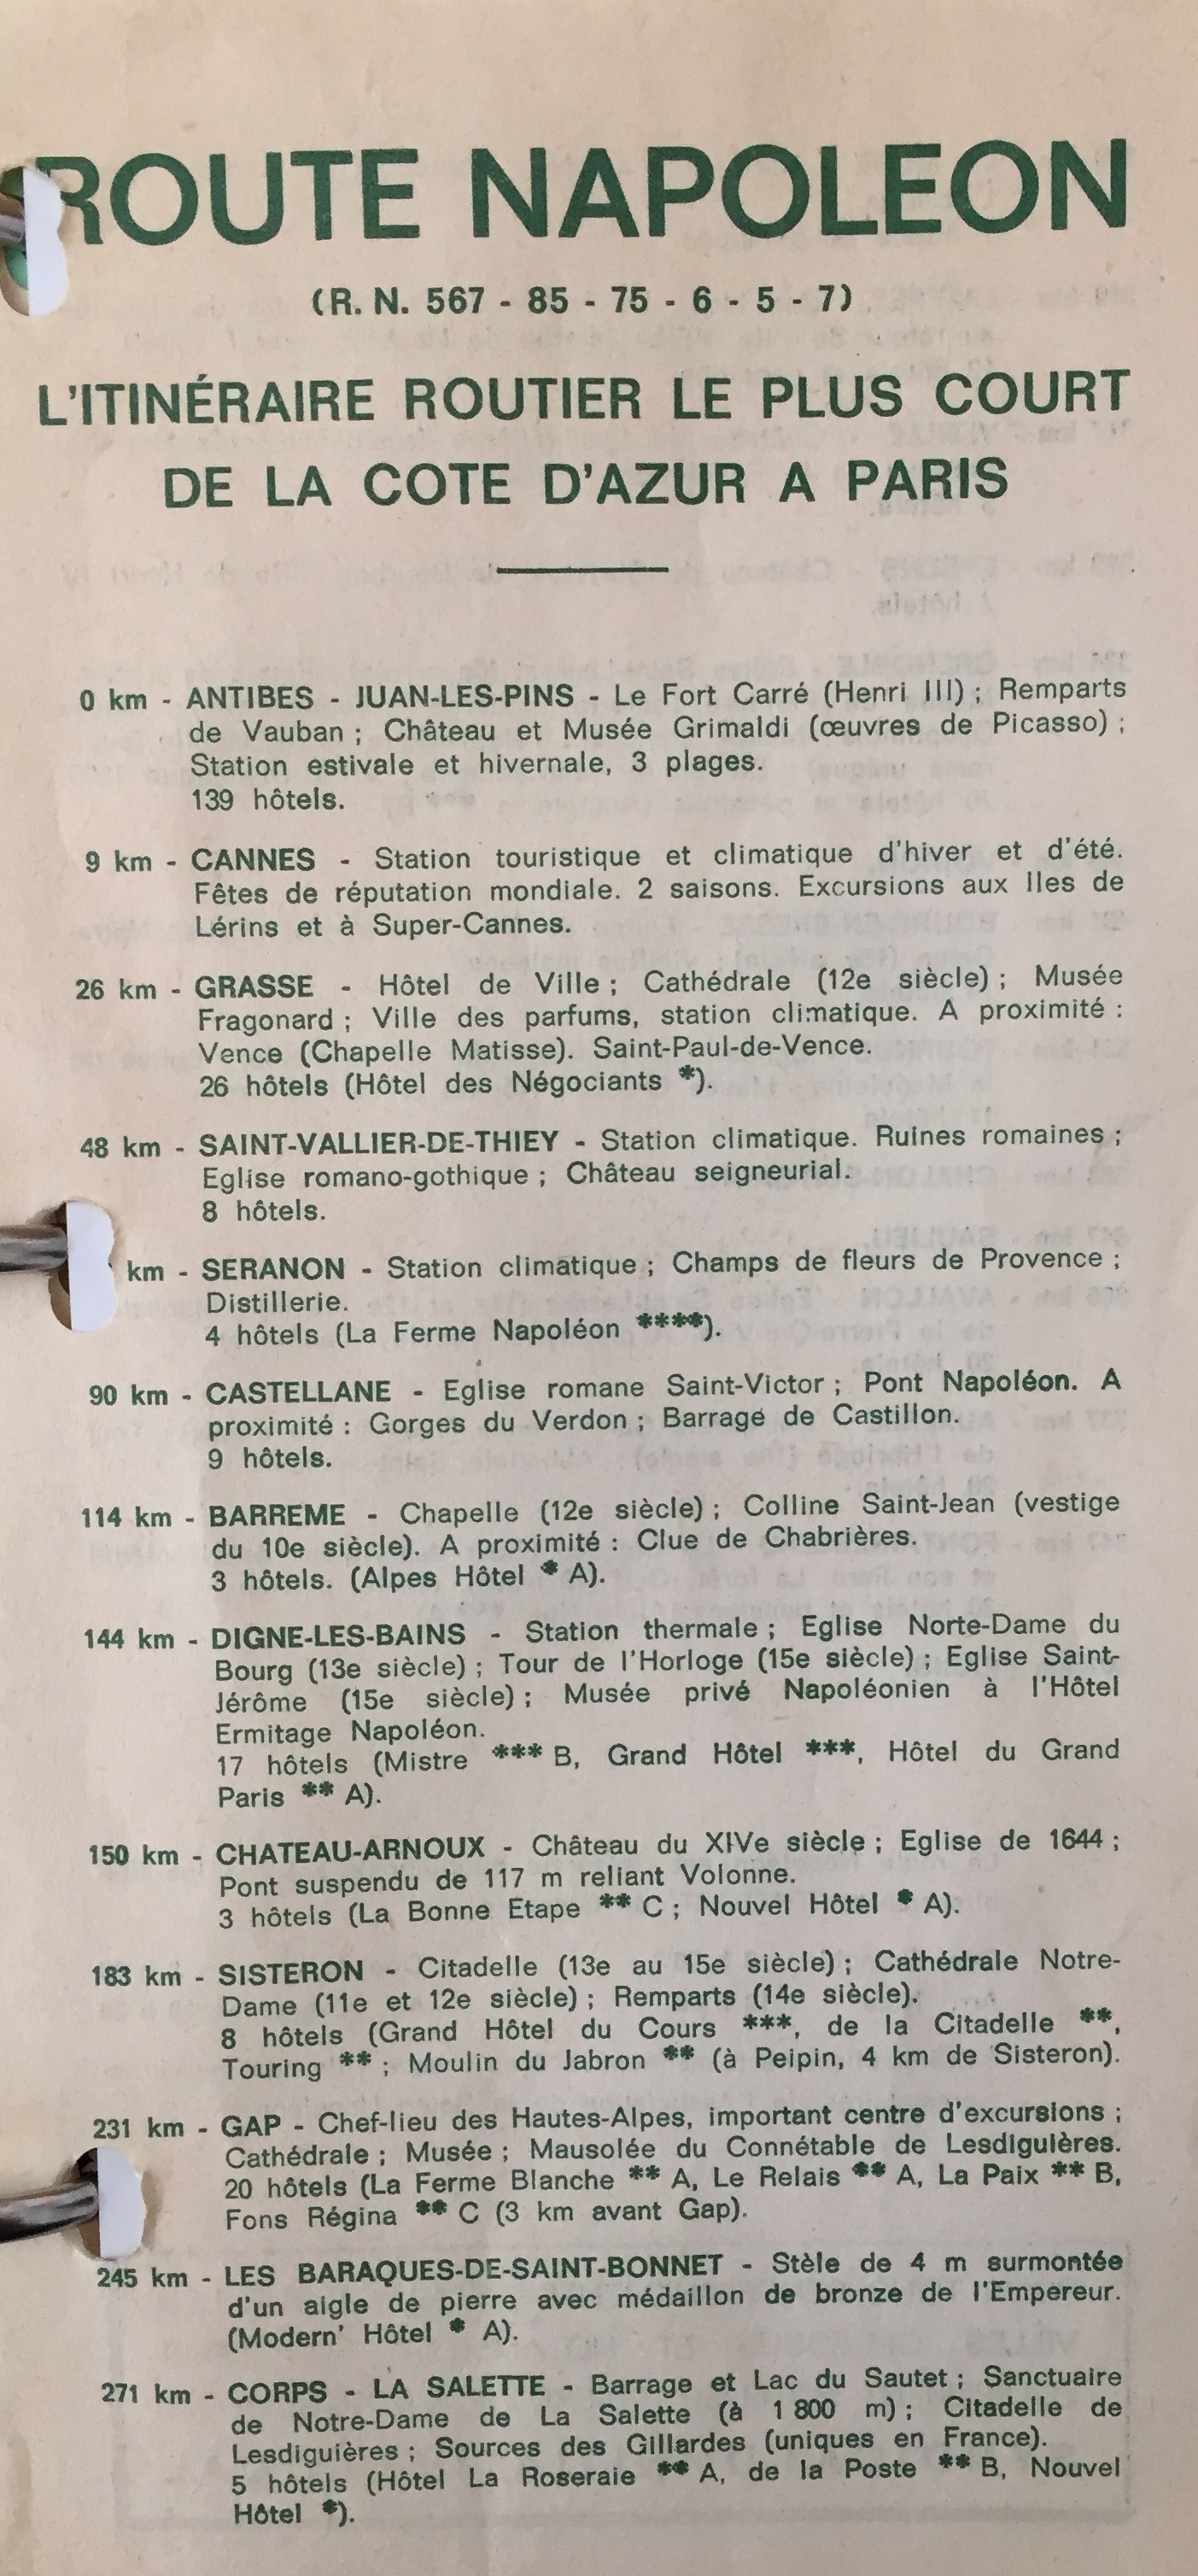 ROUTE NAPOLEON
(R. N. 567 - 85 - 75 - 6 - 5 - 7)
L'ITINÉRAIRE ROUTIER LE PLUS COURT
DE LA COTE D'AZUR A PARIS
0 km - ANTIBES - JUAN-LES-PINS - Le Fort Carré (Henri III) ; Remparts
de Vauban ; Château et Musée Grimaldi (œuvres de Picasso) ;
Station estivale et hivernale, 3 plages.
139 hôtels.
9 km - CANNES - Station touristique et climatique d'hiver et d'été.
Fêtes de réputation mondiale. 2 saisons. Excursions aux Iles de
Lérins et à Super-Cannes.
26 km - GRASSE - Hôtel de Ville ; Cathédrale (12e siècle) ; Musée
Fragonard ; Ville des parfums, station climatique. A proximité :
Vence (Chapelle Matisse). Saint-Paul-de-Vence.
26 hôtels (Hôtel des Négociants *).
48 km - SAINT-VALLIER-DE-THIEY - Station climatique. Ruines romaines ;
Eglise romano-gothique ; Château seigneurial.
8 hôtels.
km - SERANON - Station climatique ; Champs de fleurs de Provence ;
Distillerie.
4 hôtels (La Ferme Napoléon ****).
90 km - CASTELLANE - Eglise romane Saint-Victor ; Pont Napoléon. A
proximité : Gorges du Verdon ; Barrage de Castillon.
9 hôtels.
114 km - BARREME - Chapelle (12e siècle) ; Colline Saint-Jean (vestige
du 10e siècle). A proximité : Clue de Chabrières.
3 hôtels. (Alpes Hôtel * A).
144 km - DIGNE-LES-BAINS - Station thermale ; Eglise Norte-Dame du
Bourg (13e siècle) ; Tour de l'Horloge (15e siècle) ; Eglise Saint-
Jérôme (15e siècle) ; Musée privé Napoléonien à l'Hôtel
Ermitage Napoléon.
17 hôtels (Mistre *** B, Grand Hôtel ***, Hôtel du Grand
Paris ** A).
150 km - CHATEAU-ARNOUX - Château du XIVe siècle ; Eglise de 1644 ;
Pont suspendu de 117 m reliant Volonne.
3 hôtels (La Bonne Etape ** C ; Nouvel Hôtel * A).
183 km - SISTERON - Citadelle (13e au 15e siècle) ; Cathédrale Notre-
Dame (11e et 12e siècle) ; Remparts (14e siècle).
8 hôtels (Grand Hôtel du Cours ***, de la Citadelle **,
Touring ** ; Moulin du Jabron ** (à Peipin, 4 km de Sisteron).
231 km - GAP - Chef-lieu des Hautes-Alpes, important centre d'excursions ;
Cathédrale ; Musée ; Mausolée du Connétable de Lesdiguières.
20 hôtels (La Ferme Blanche ** A, Le Relais ** A, La Paix ** B,
Fons Régina ** C (3 km avant Gap).
245 km - LES BARAQUES-DE-SAINT-BONNET - Stèle de 4 m surmontée
d'un aigle de pierre avec médaillon de bronze de l'Empereur.
(Modern' Hôtel * A).
271 km - CORPS - LA SALETTE - Barrage et Lac du Sautet ; Sanctuaire
de Notre-Dame de La Salette (à 1 800 m) ; Citadelle de
Lesdiguières ; Sources des Gillardes (uniques en France).
5 hôtels (Hôtel La Roseraie ** A, de la Poste ** B, Nouvel
Hôtel *).